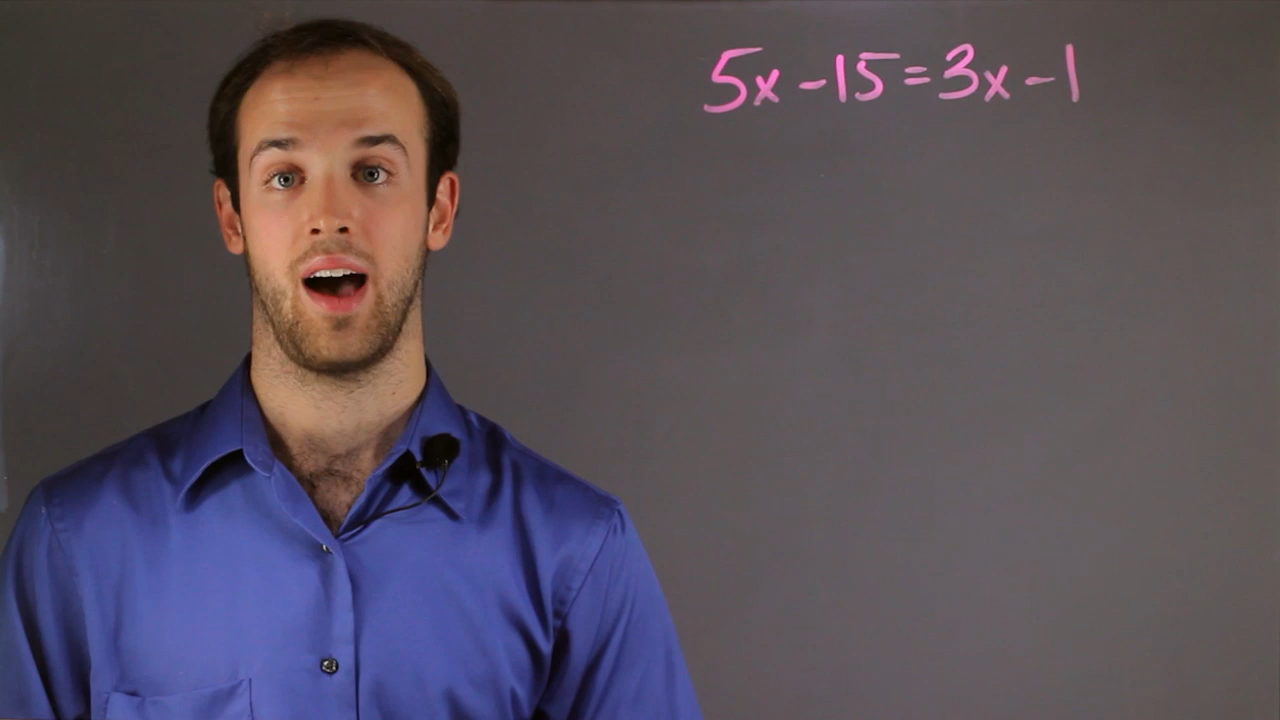 5x - 15 = 3x - 1